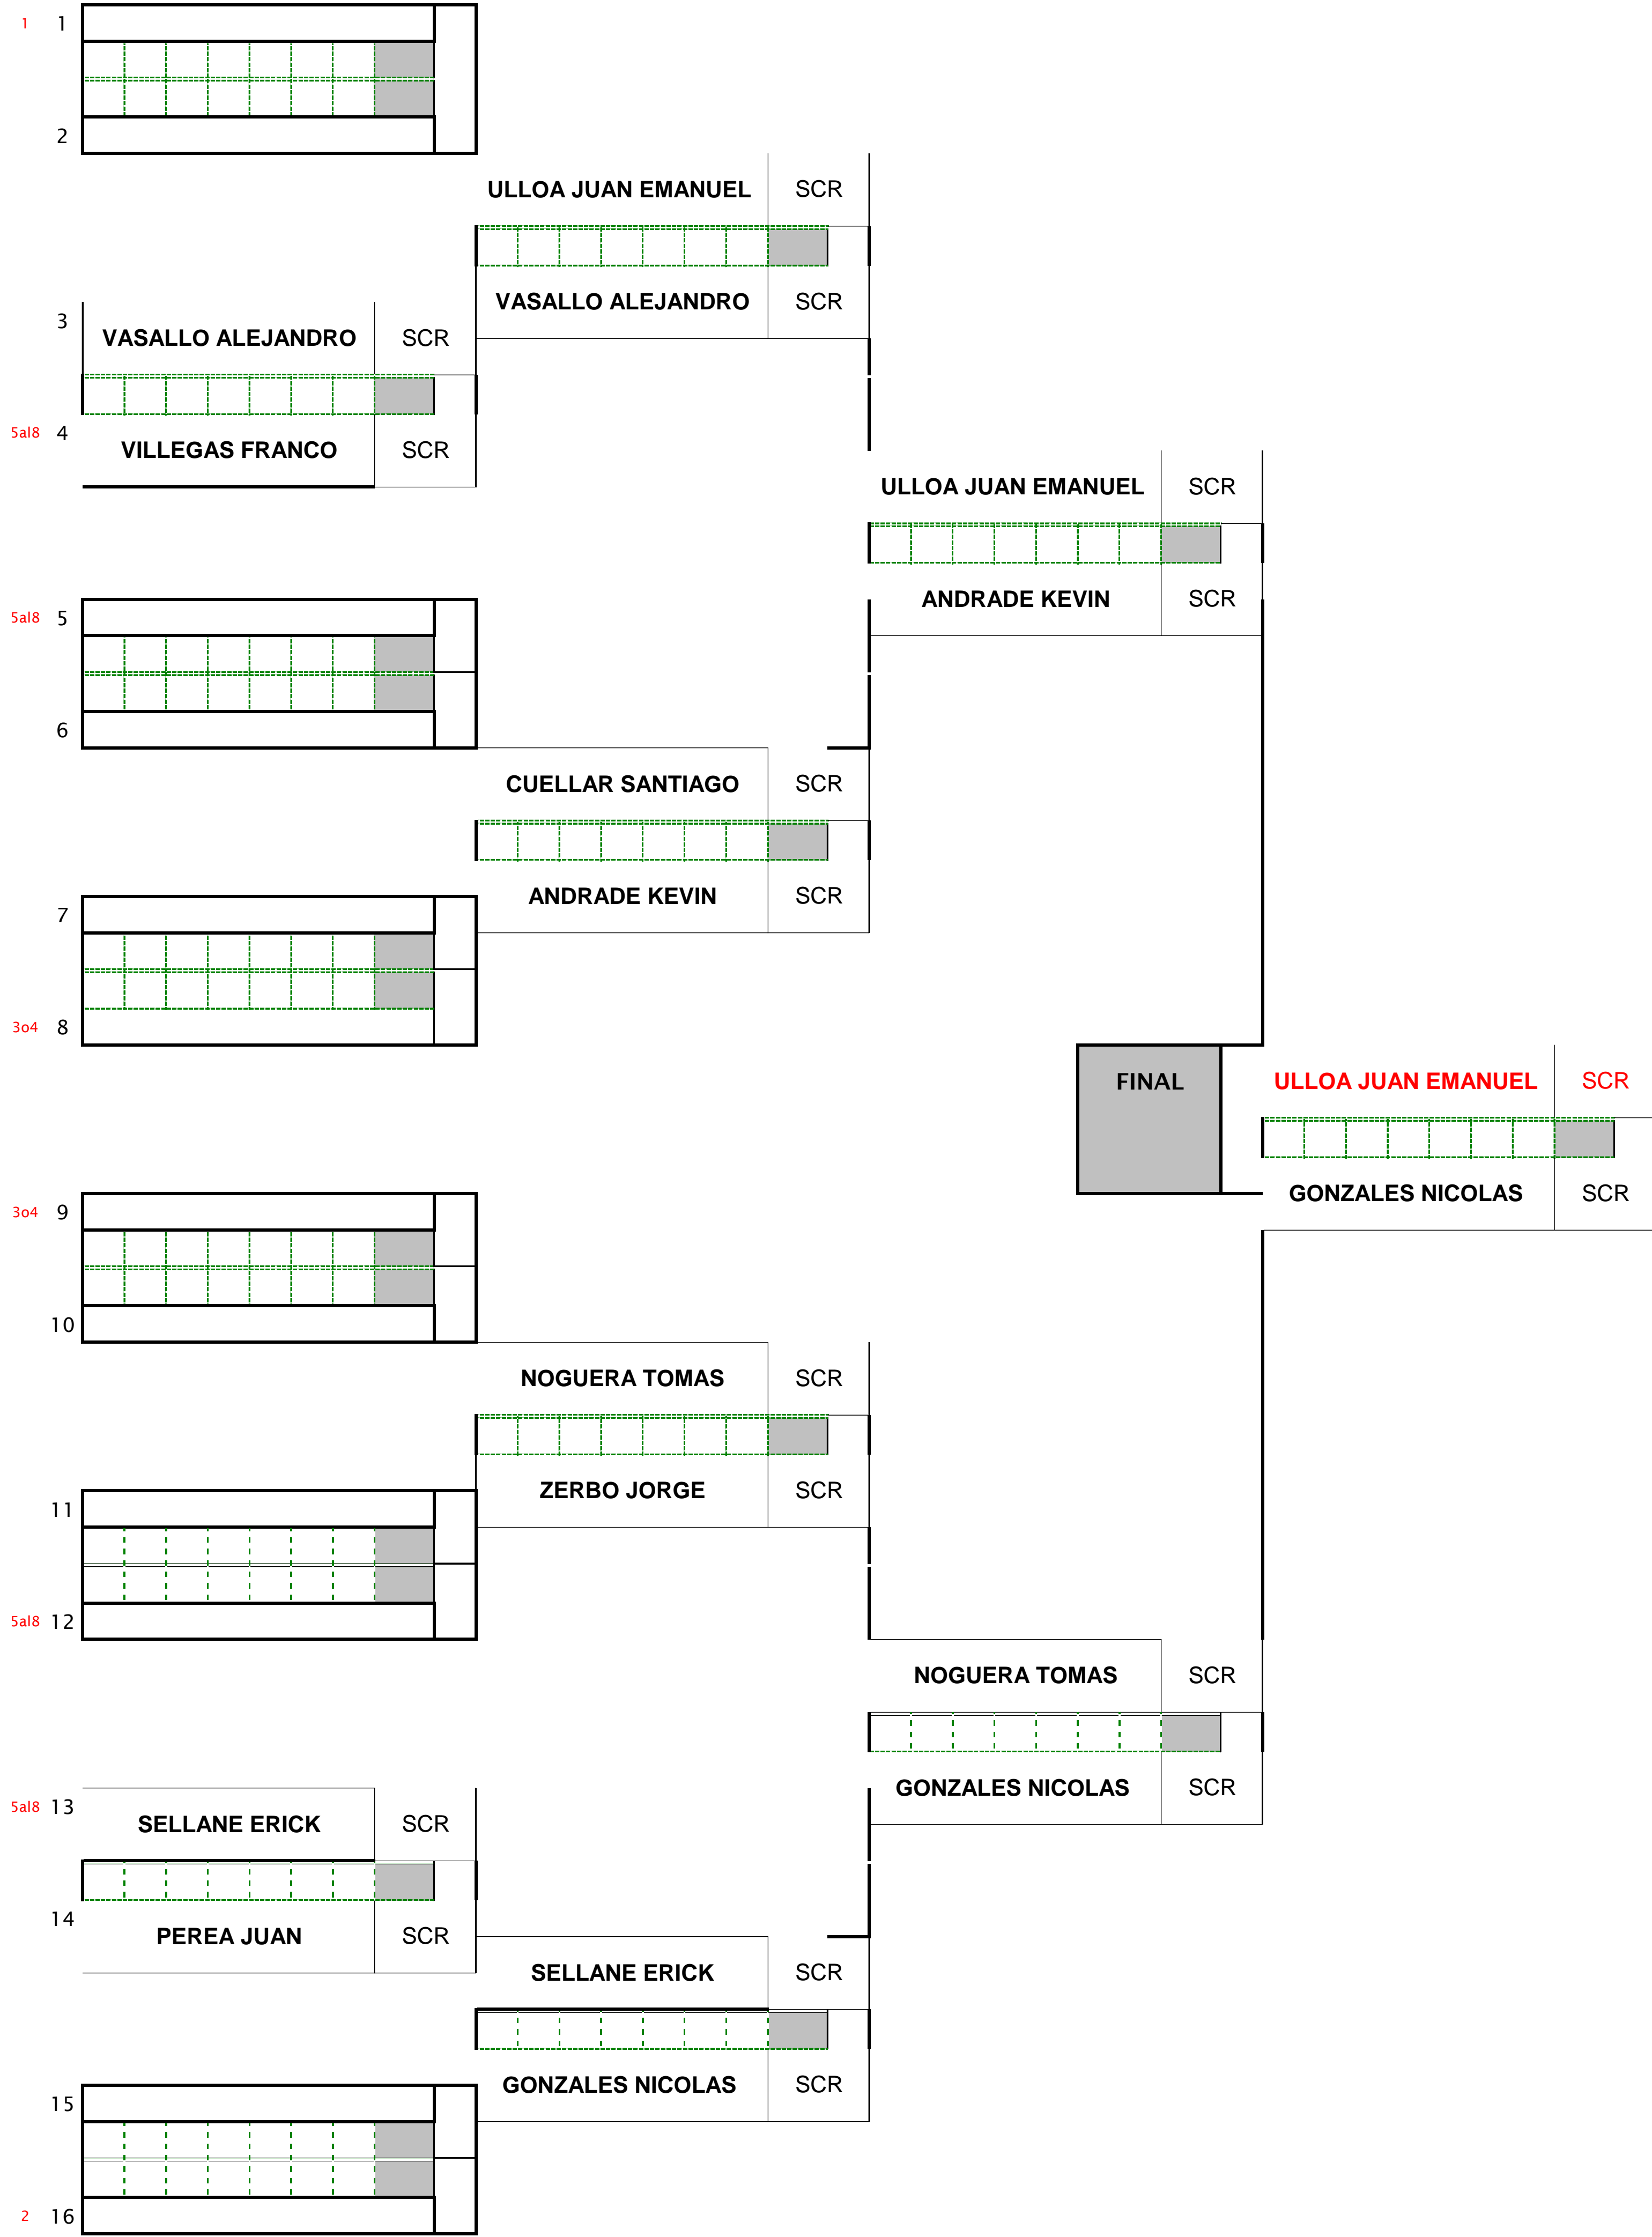 1 1
2
ULLOA JUAN EMANUEL SCR
VASALLO ALEJANDRO SCR
3
VASALLO ALEJANDRO SCR
5al8 4
VILLEGAS FRANCO SCR
ULLOA JUAN EMANUEL SCR
ANDRADE KEVIN SCR
5al8 5
6
CUELLAR SANTIAGO SCR
ANDRADE KEVIN SCR
7
3o4 8
FINAL
ULLOA JUAN EMANUEL SCR
GONZALES NICOLAS SCR
3o4 9
10
NOGUERA TOMAS SCR
ZERBO JORGE SCR
11
5al8 12
NOGUERA TOMAS SCR
GONZALES NICOLAS SCR
5al8 13
SELLANE ERICK SCR
14
PEREA JUAN SCR
SELLANE ERICK SCR
GONZALES NICOLAS SCR
15
2 16